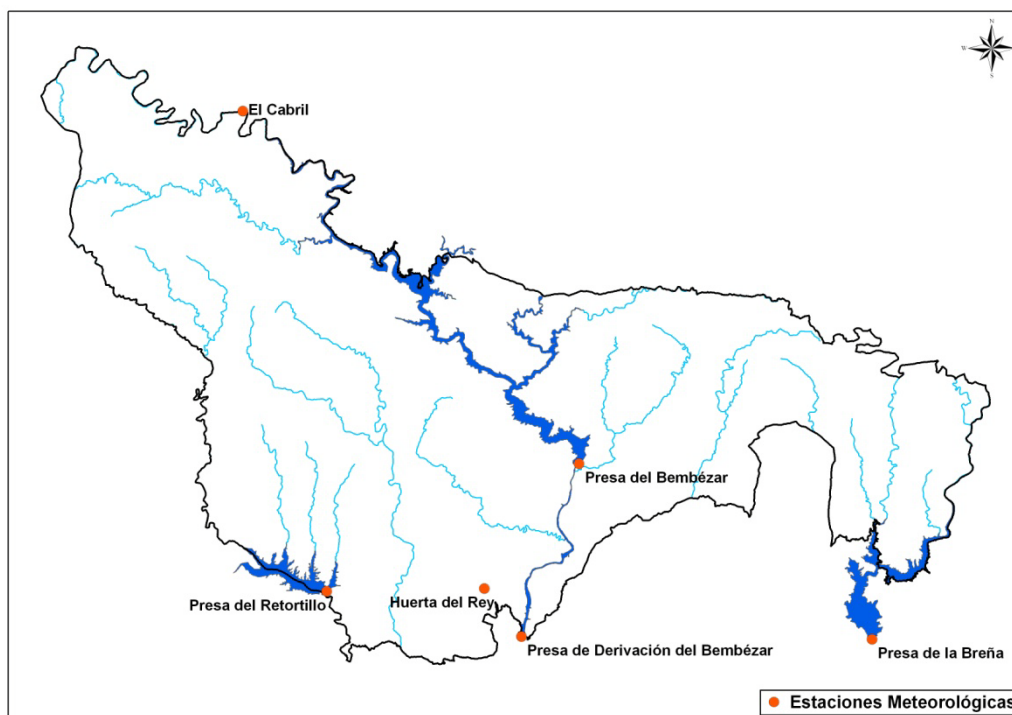 N
W
S
El Cabril
Presa del Bembézar
Presa del Retortillo
Huerta del Rey
Presa de Derivación del Bembézar
Presa de la Breña
Estaciones Meteorológicas